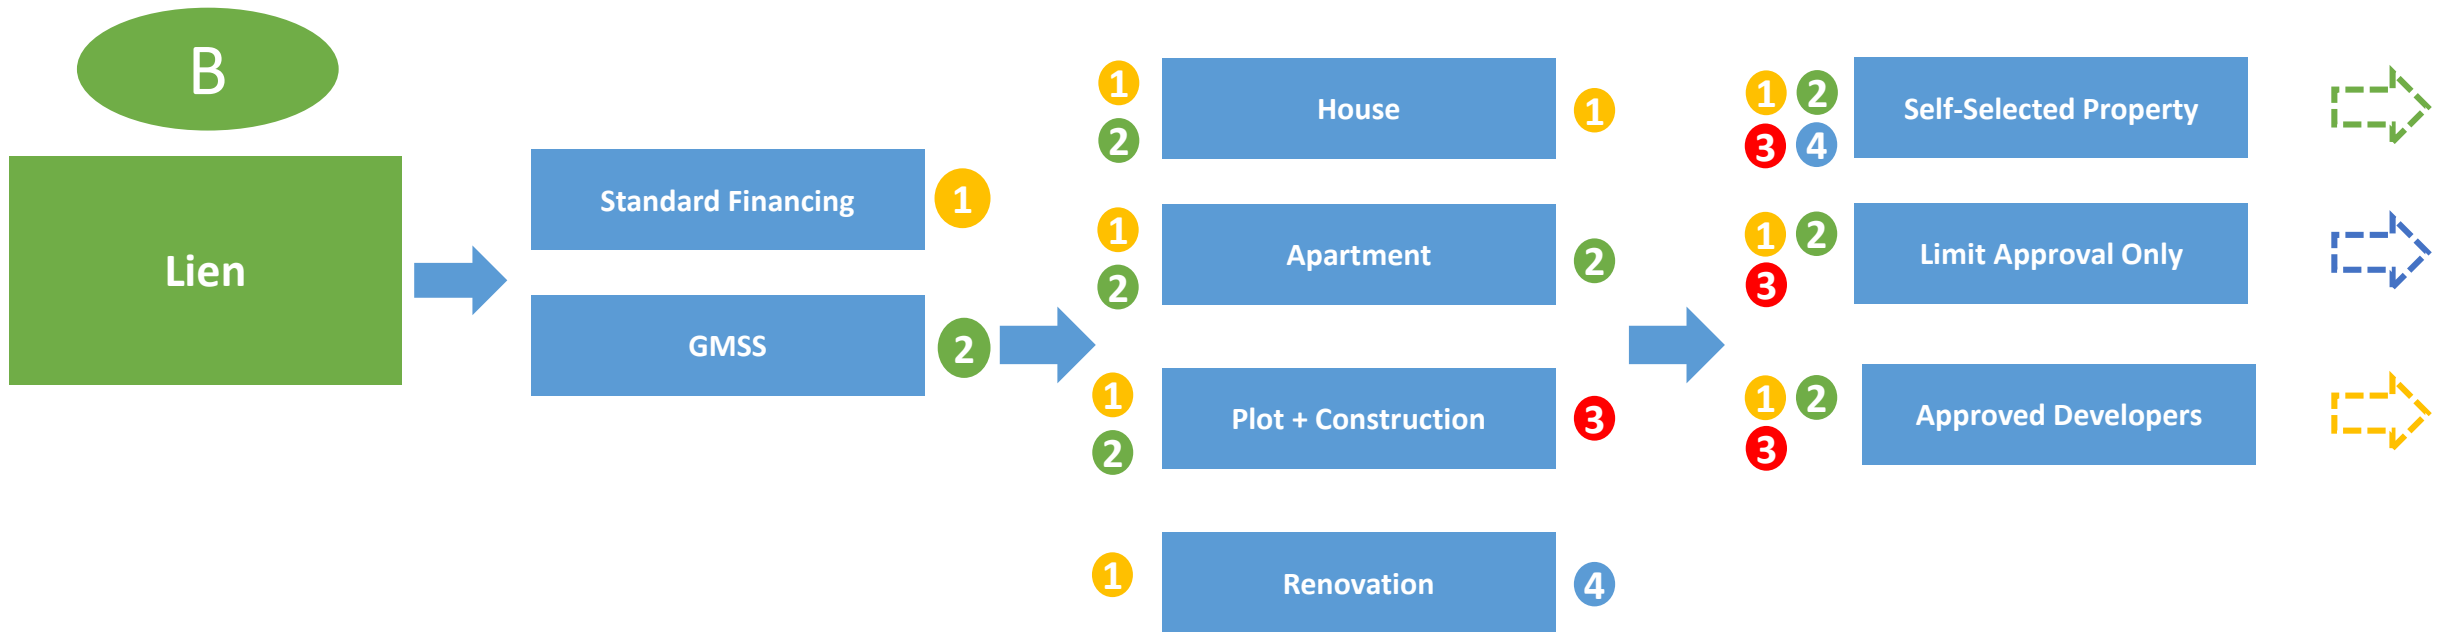 B
Lien
Standard Financing
1
GMSS
2
1
2
House
1
1
2
Apartment
2
1
2
Plot + Construction
3
1
Renovation
4
1 2
3 4
Self-Selected Property
1 2
3
Limit Approval Only
1 2
3
Approved Developers